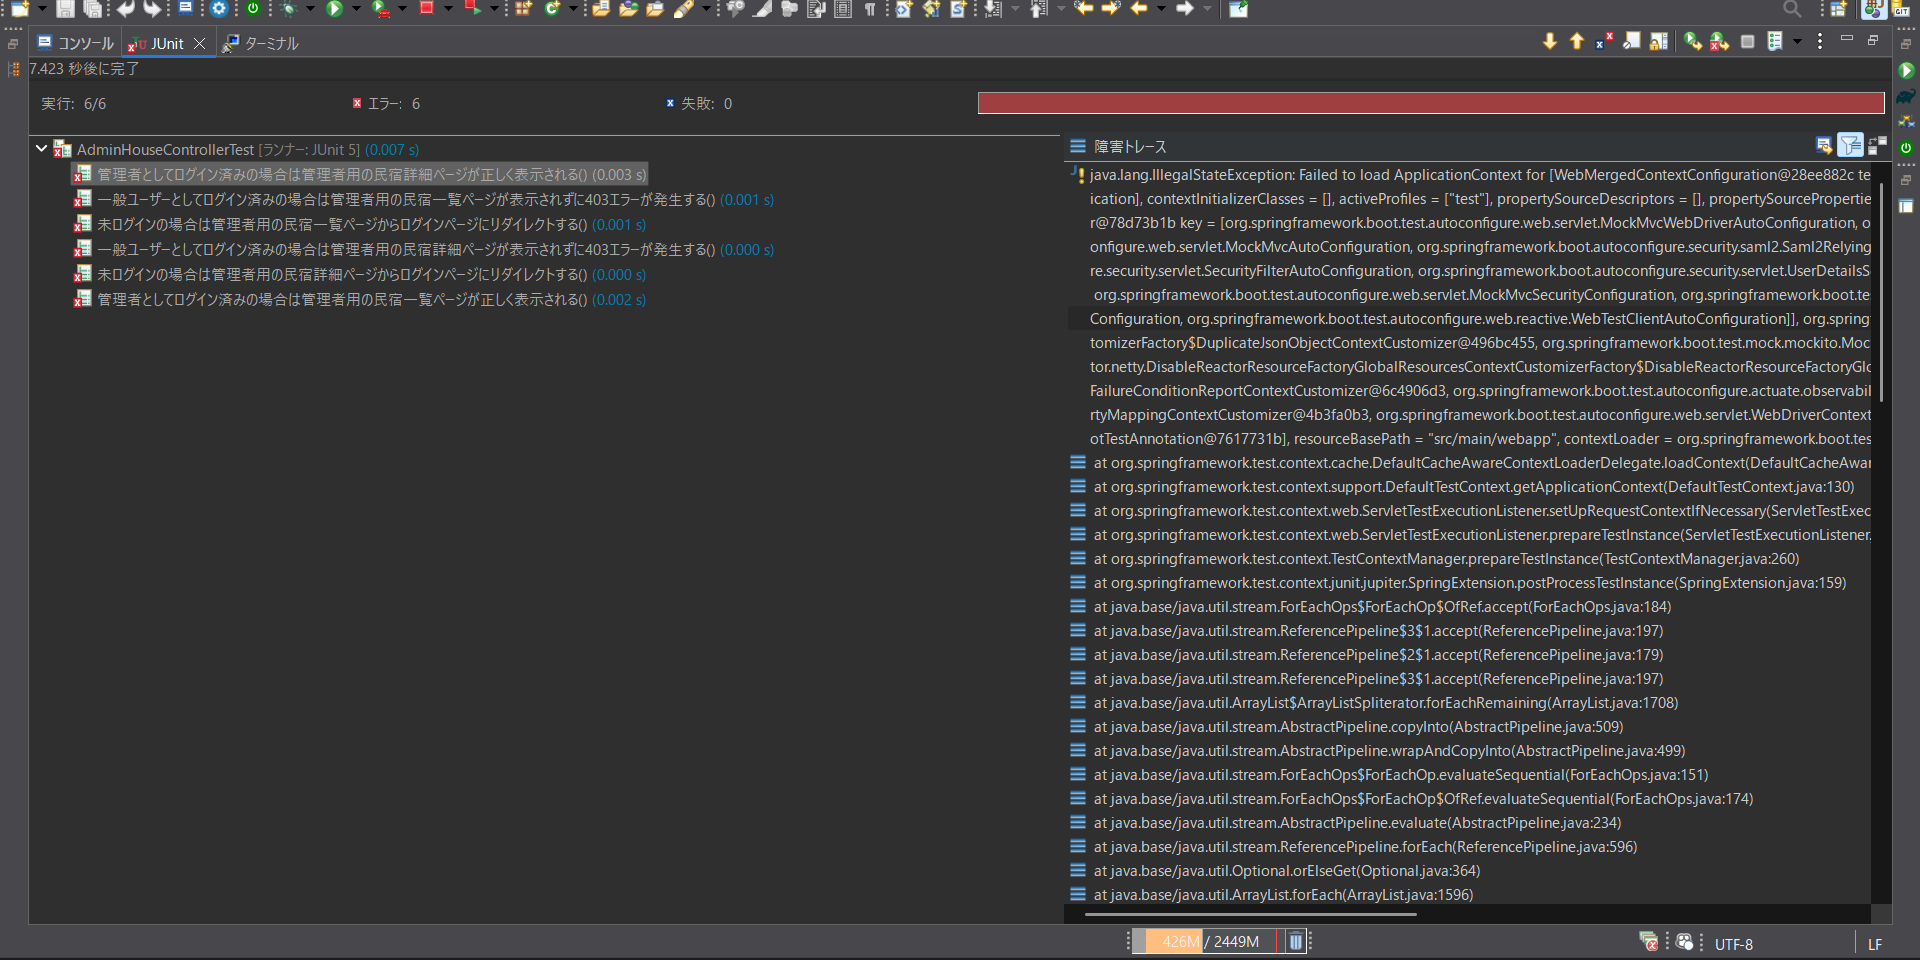 コンソール JUnit ターミナル
7.423 秒後に完了
実行: 6/6 エラー: 6 失敗: 0
AdminHouseControllerTest [ランナー: JUnit 5] (0.007 s)
管理者としてログイン済みの場合は管理者用の民宿詳細ページが正しく表示される() (0.003 s)
一般ユーザーとしてログイン済みの場合は管理者用の民宿一覧ページが表示されずに403エラーが発生する() (0.001 s)
未ログインの場合は管理者用の民宿一覧ページからログインページにリダイレクトする() (0.001 s)
一般ユーザーとしてログイン済みの場合は管理者用の民宿詳細ページが表示されずに403エラーが発生する() (0.000 s)
未ログインの場合は管理者用の民宿詳細ページからログインページにリダイレクトする() (0.000 s)
管理者としてログイン済みの場合は管理者用の民宿一覧ページが正しく表示される() (0.002 s)
障害トレース
java.lang.IllegalStateException: Failed to load ApplicationContext for [WebMergedContextConfiguration@28ee882c te
ication], contextInitializerClasses = [], activeProfiles = ["test"], propertySourceDescriptors = [], propertySourcePropertie
r@78d73b1b key = [org.springframework.boot.test.autoconfigure.web.servlet.MockMvcWebDriverAutoConfiguration, o
onfigure.web.servlet.MockMvcAutoConfiguration, org.springframework.boot.autoconfigure.security.saml2.Saml2Relying
re.security.servlet.SecurityFilterAutoConfiguration, org.springframework.boot.autoconfigure.security.servlet.UserDetailsS
org.springframework.boot.test.autoconfigure.web.servlet.MockMvcSecurityConfiguration, org.springframework.boot.te
Configuration, org.springframework.boot.test.autoconfigure.web.reactive.WebTestClientAutoConfiguration]], org.spring
tomizerFactory$DuplicateJsonObjectContextCustomizer@496bc455, org.springframework.boot.test.mock.mockito.Moc
tor.netty.DisableReactorResourceFactoryGlobalResourcesContextCustomizerFactory$DisableReactorResourceFactoryGlo
FailureConditionReportContextCustomizer@6c4906d3, org.springframework.boot.test.autoconfigure.actuate.observabil
rtyMappingContextCustomizer@4b3fa0b3, org.springframework.boot.test.autoconfigure.web.servlet.WebDriverContext
otTestAnnotation@7617731b], resourceBasePath = "src/main/webapp", contextLoader = org.springframework.boot.tes
at org.springframework.test.context.cache.DefaultCacheAwareContextLoaderDelegate.loadContext(DefaultCacheAwar
at org.springframework.test.context.support.DefaultTestContext.getApplicationContext(DefaultTestContext.java:130)
at org.springframework.test.context.web.ServletTestExecutionListener.setUpRequestContextIfNecessary(ServletTestExec
at org.springframework.test.context.web.ServletTestExecutionListener.prepareTestInstance(ServletTestExecutionListener.
at org.springframework.test.context.TestContextManager.prepareTestInstance(TestContextManager.java:260)
at org.springframework.test.context.junit.jupiter.SpringExtension.postProcessTestInstance(SpringExtension.java:159)
at java.base/java.util.stream.ForEachOps$ForEachOp$OfRef.accept(ForEachOps.java:184)
at java.base/java.util.stream.ReferencePipeline$3$1.accept(ReferencePipeline.java:197)
at java.base/java.util.stream.ReferencePipeline$2$1.accept(ReferencePipeline.java:179)
at java.base/java.util.stream.ReferencePipeline$3$1.accept(ReferencePipeline.java:197)
at java.base/java.util.ArrayList$ArrayListSpliterator.forEachRemaining(ArrayList.java:1708)
at java.base/java.util.stream.AbstractPipeline.copyInto(AbstractPipeline.java:509)
at java.base/java.util.stream.AbstractPipeline.wrapAndCopyInto(AbstractPipeline.java:499)
at java.base/java.util.stream.ForEachOps$ForEachOp.evaluateSequential(ForEachOps.java:151)
at java.base/java.util.stream.ForEachOps$ForEachOp$OfRef.evaluateSequential(ForEachOps.java:174)
at java.base/java.util.stream.AbstractPipeline.evaluate(AbstractPipeline.java:234)
at java.base/java.util.stream.ReferencePipeline.forEach(ReferencePipeline.java:596)
at java.base/java.util.Optional.orElseGet(Optional.java:364)
at java.base/java.util.ArrayList.forEach(ArrayList.java:1596)
426M / 2449M UTF-8 LF